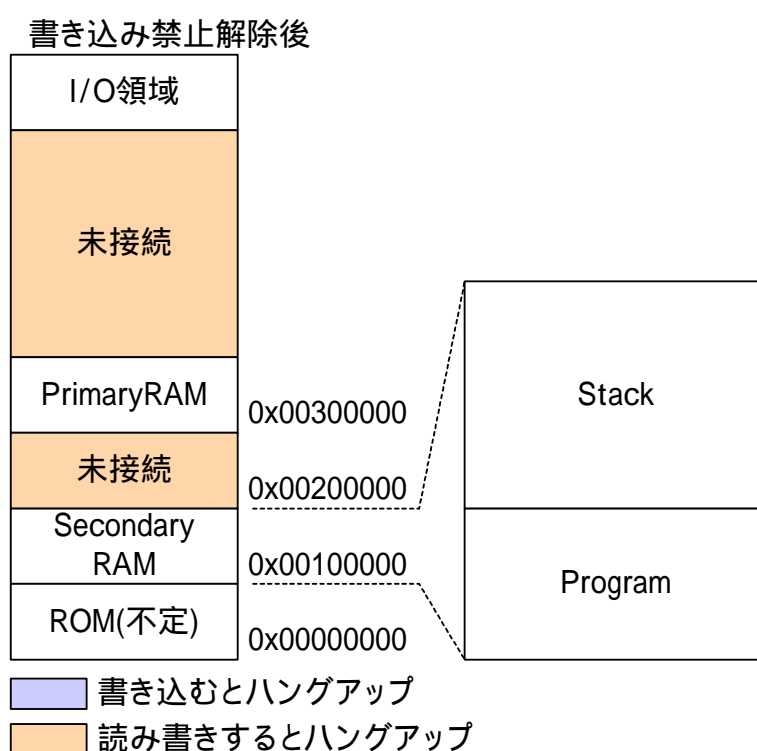 書き込み禁止解除後
I/O領域
未接続
PrimaryRAM
0x00300000
未接続
0x00200000
Secondary
RAM
0x00100000
ROM(不定)
0x00000000
Stack
Program
書き込むとハングアップ
読み書きするとハングアップ